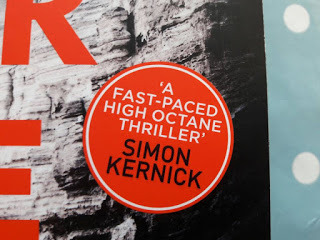 R
E
'A
FAST-PACED
HIGH OCTANE
THRILLER'
SIMON
KERNICK